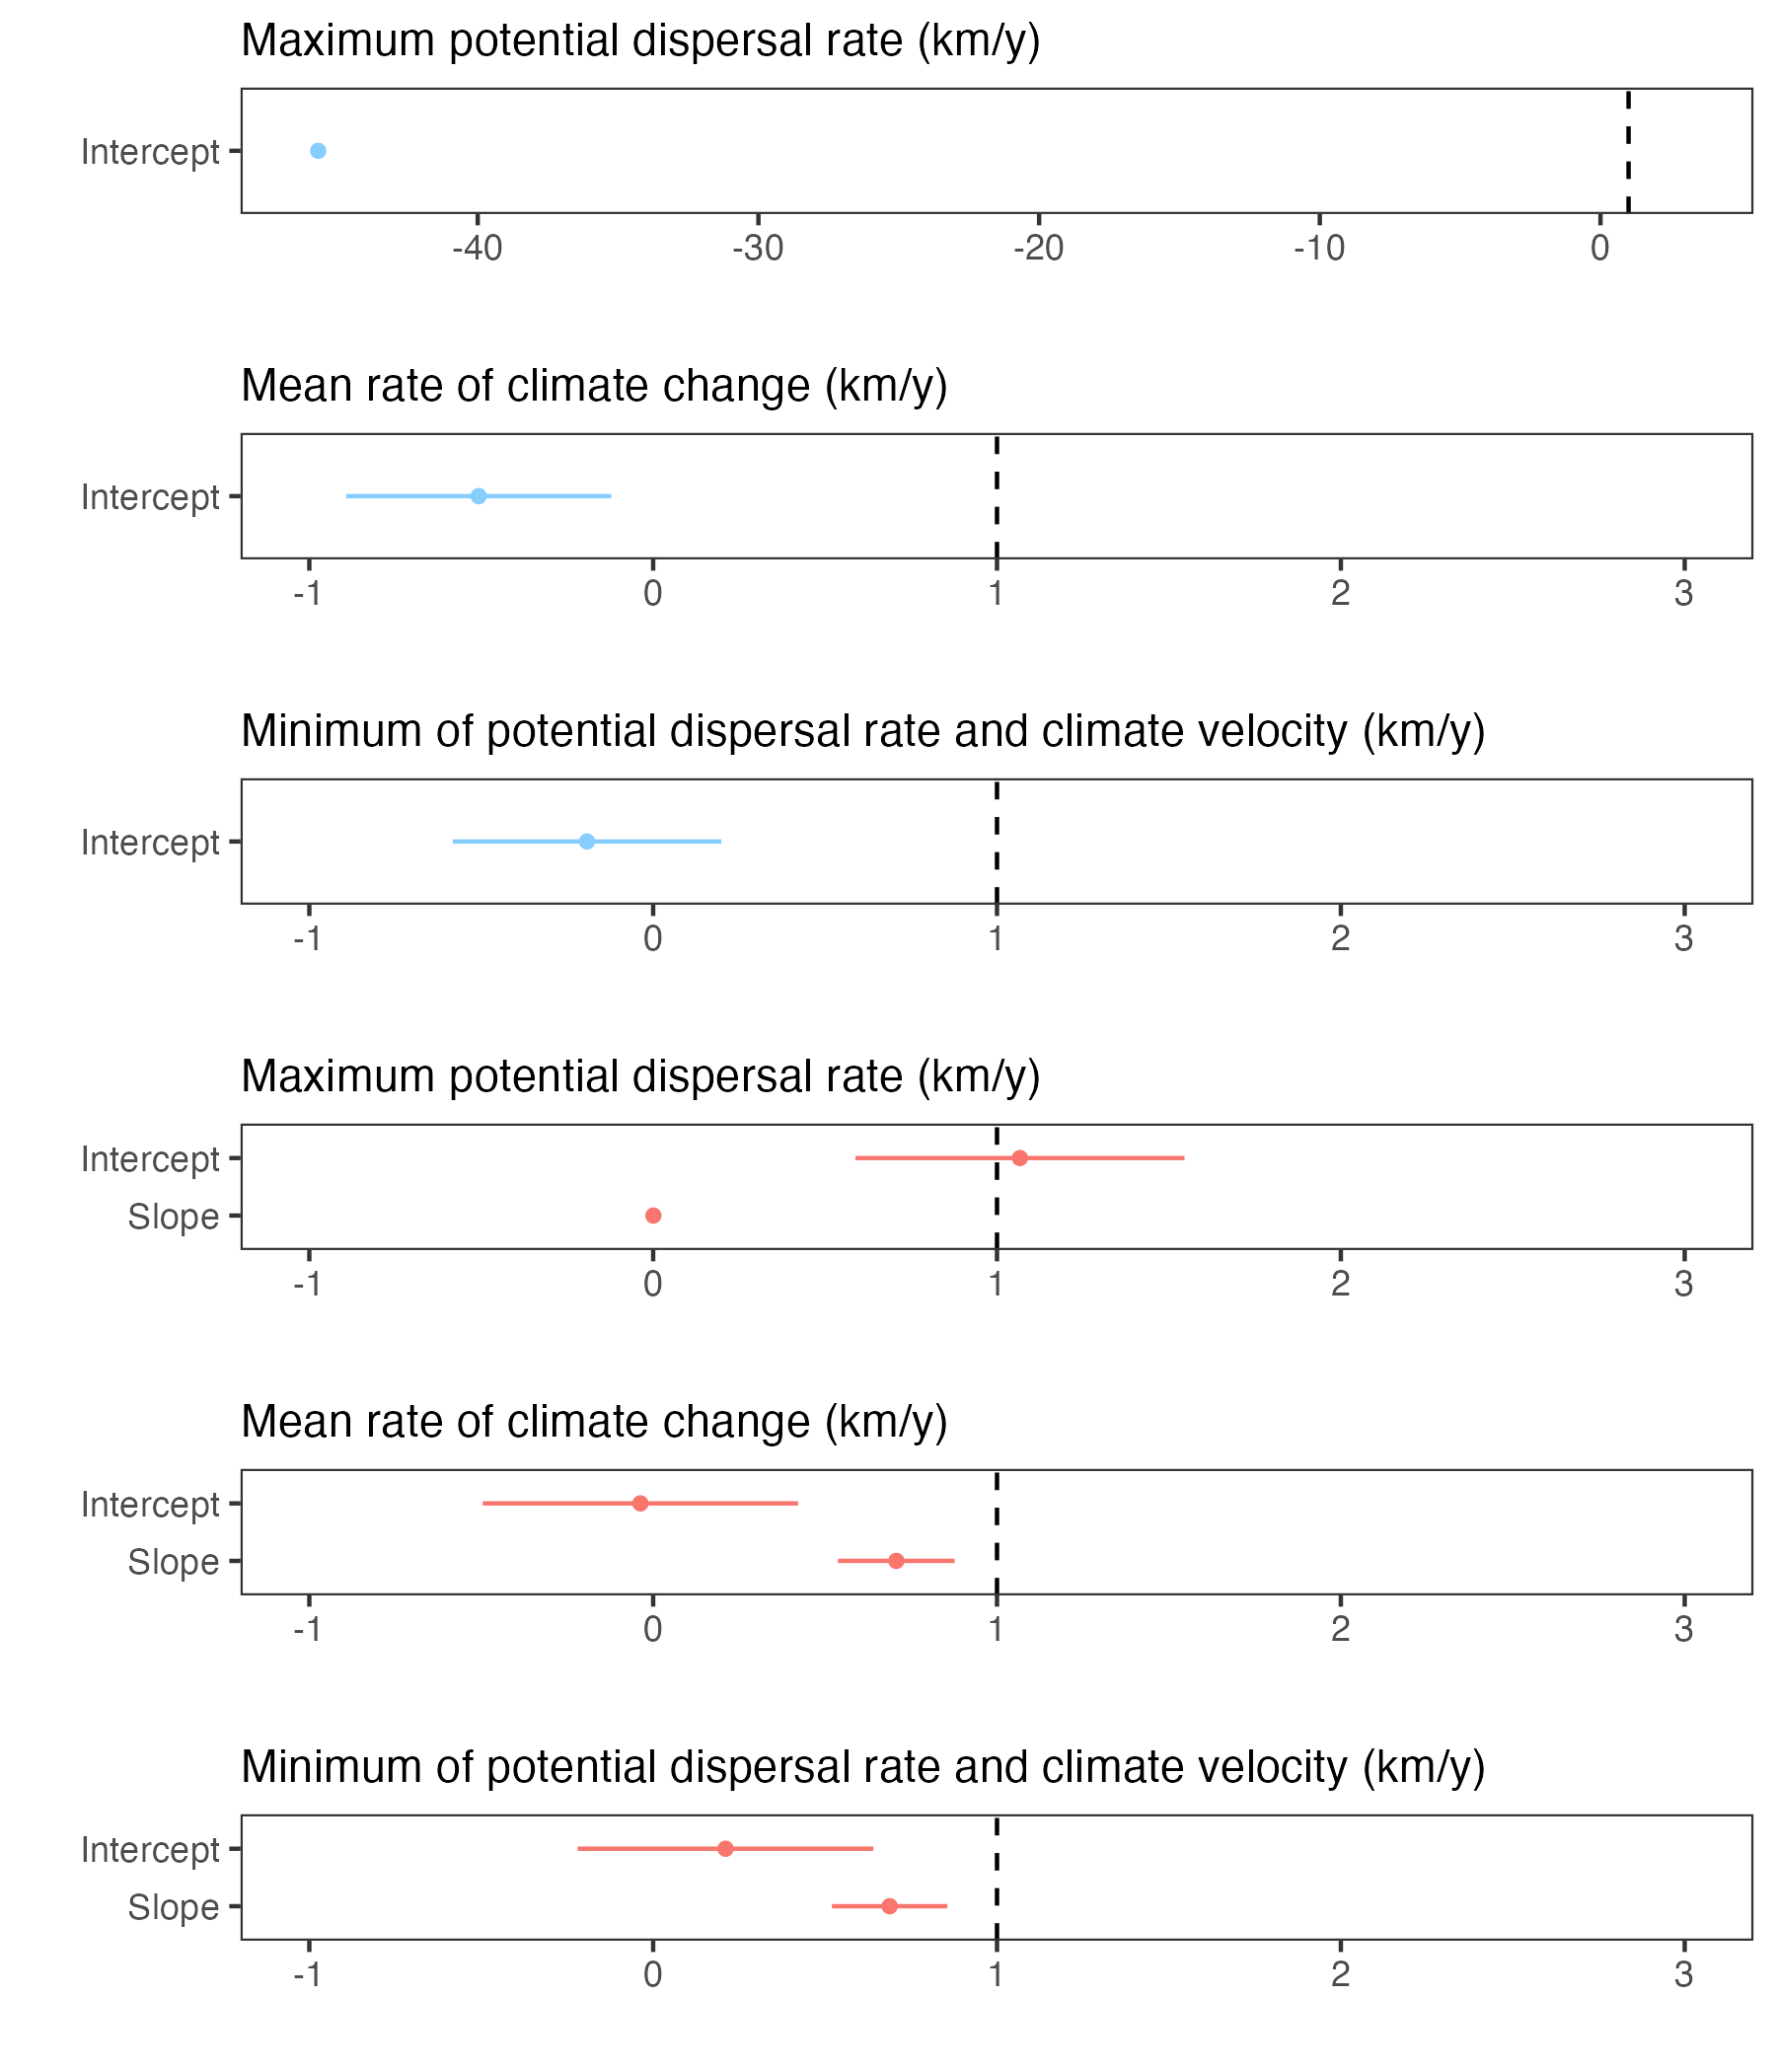 Maximum potential dispersal rate (km/y)
Intercept
-40 -30 -20 -10 0
Mean rate of climate change (km/y)
Intercept
-1 0 1 2 3
Minimum of potential dispersal rate and climate velocity (km/y)
Intercept
-1 0 1 2 3
Maximum potential dispersal rate (km/y)
Intercept
Slope
-1 0 1 2 3
Mean rate of climate change (km/y)
Intercept
Slope
-1 0 1 2 3
Minimum of potential dispersal rate and climate velocity (km/y)
Intercept
Slope
-1 0 1 2 3